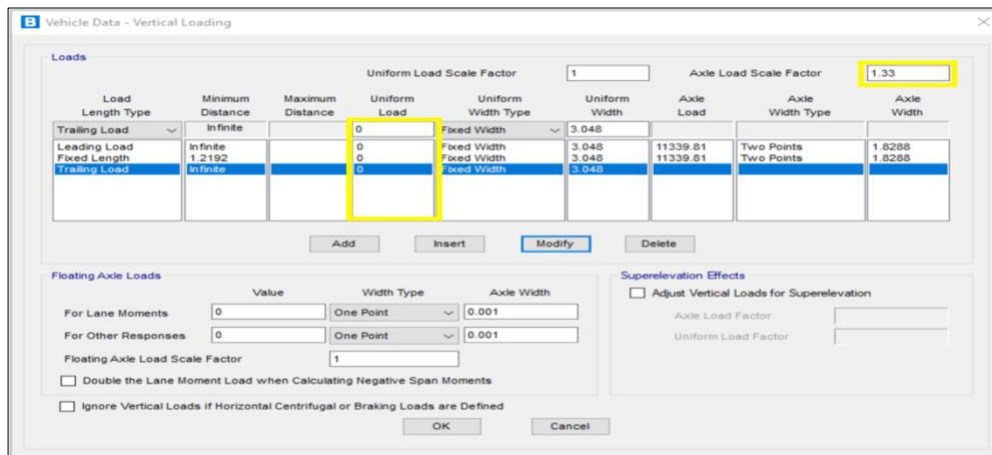 B Vehicle Data - Vertical Loading
Loads
Uniform Load Scale Factor 1 Axle Load Scale Factor 1.33
Load Length Type Minimum Distance Maximum Distance Uniform Load Uniform Width Type Uniform Width Axle Load Axle Width Type Axle Width
Trailing Load Infinite 0 Fixed Width 3.048
Leading Load Infinite 0 Fixed Width 3.048 11339.81 Two Points 1.8288
Fixed Length 1.2192 0 Fixed Width 3.048 11339.81 Two Points 1.8288
Trailing Load Infinite 0 Fixed Width 3.048
Add Insert Modify Delete
Floating Axle Loads
Value Width Type Axle Width
For Lane Moments 0 One Point 0.001
For Other Responses 0 One Point 0.001
Floating Axle Load Scale Factor 1
Double the Lane Moment Load when Calculating Negative Span Moments
Superelevation Effects
Adjust Vertical Loads for Superelevation
Axle Load Factor
Uniform Load Factor
Ignore Vertical Loads if Horizontal Centrifugal or Braking Loads are Defined
OK Cancel